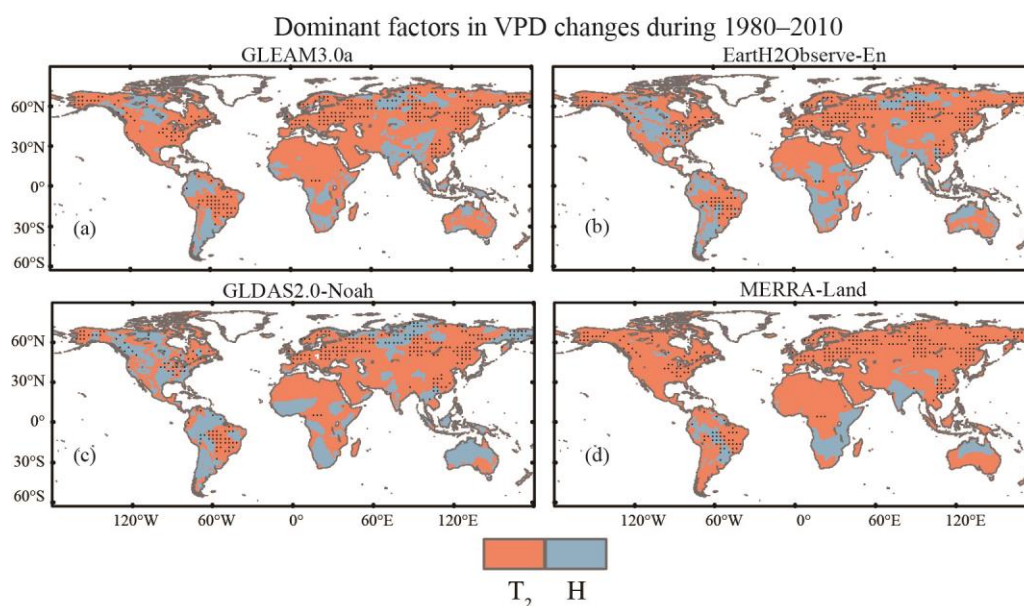 Dominant factors in VPD changes during 1980–2010
GLEAM3.0a
EartH2Observe-En
60°N
30°N
0°
30°S
60°S
(a)
(b)
GLDAS2.0-Noah
MERRA-Land
60°N
30°N
0°
30°S
60°S
(c)
(d)
120°W 60°W 0° 60°E 120°E
120°W 60°W 0° 60°E 120°E
T₂ H